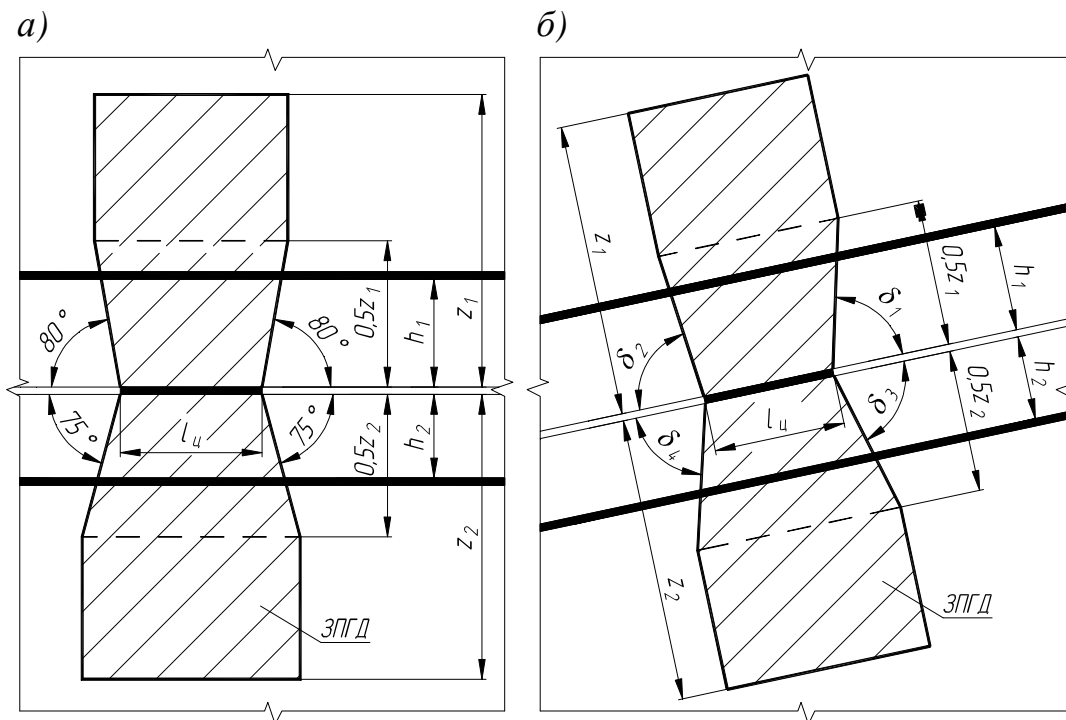 а)
80°
80°
0,5z₁
h₁
z₁
75°
lц
75°
0,5z₂
h₂
z₂
ЗПГД
б)
z₁
δ₂
δ₁
0,5z₁
h₁
δ₄
lц
δ₃
0,5z₂
h₂
z₂
ЗПГД